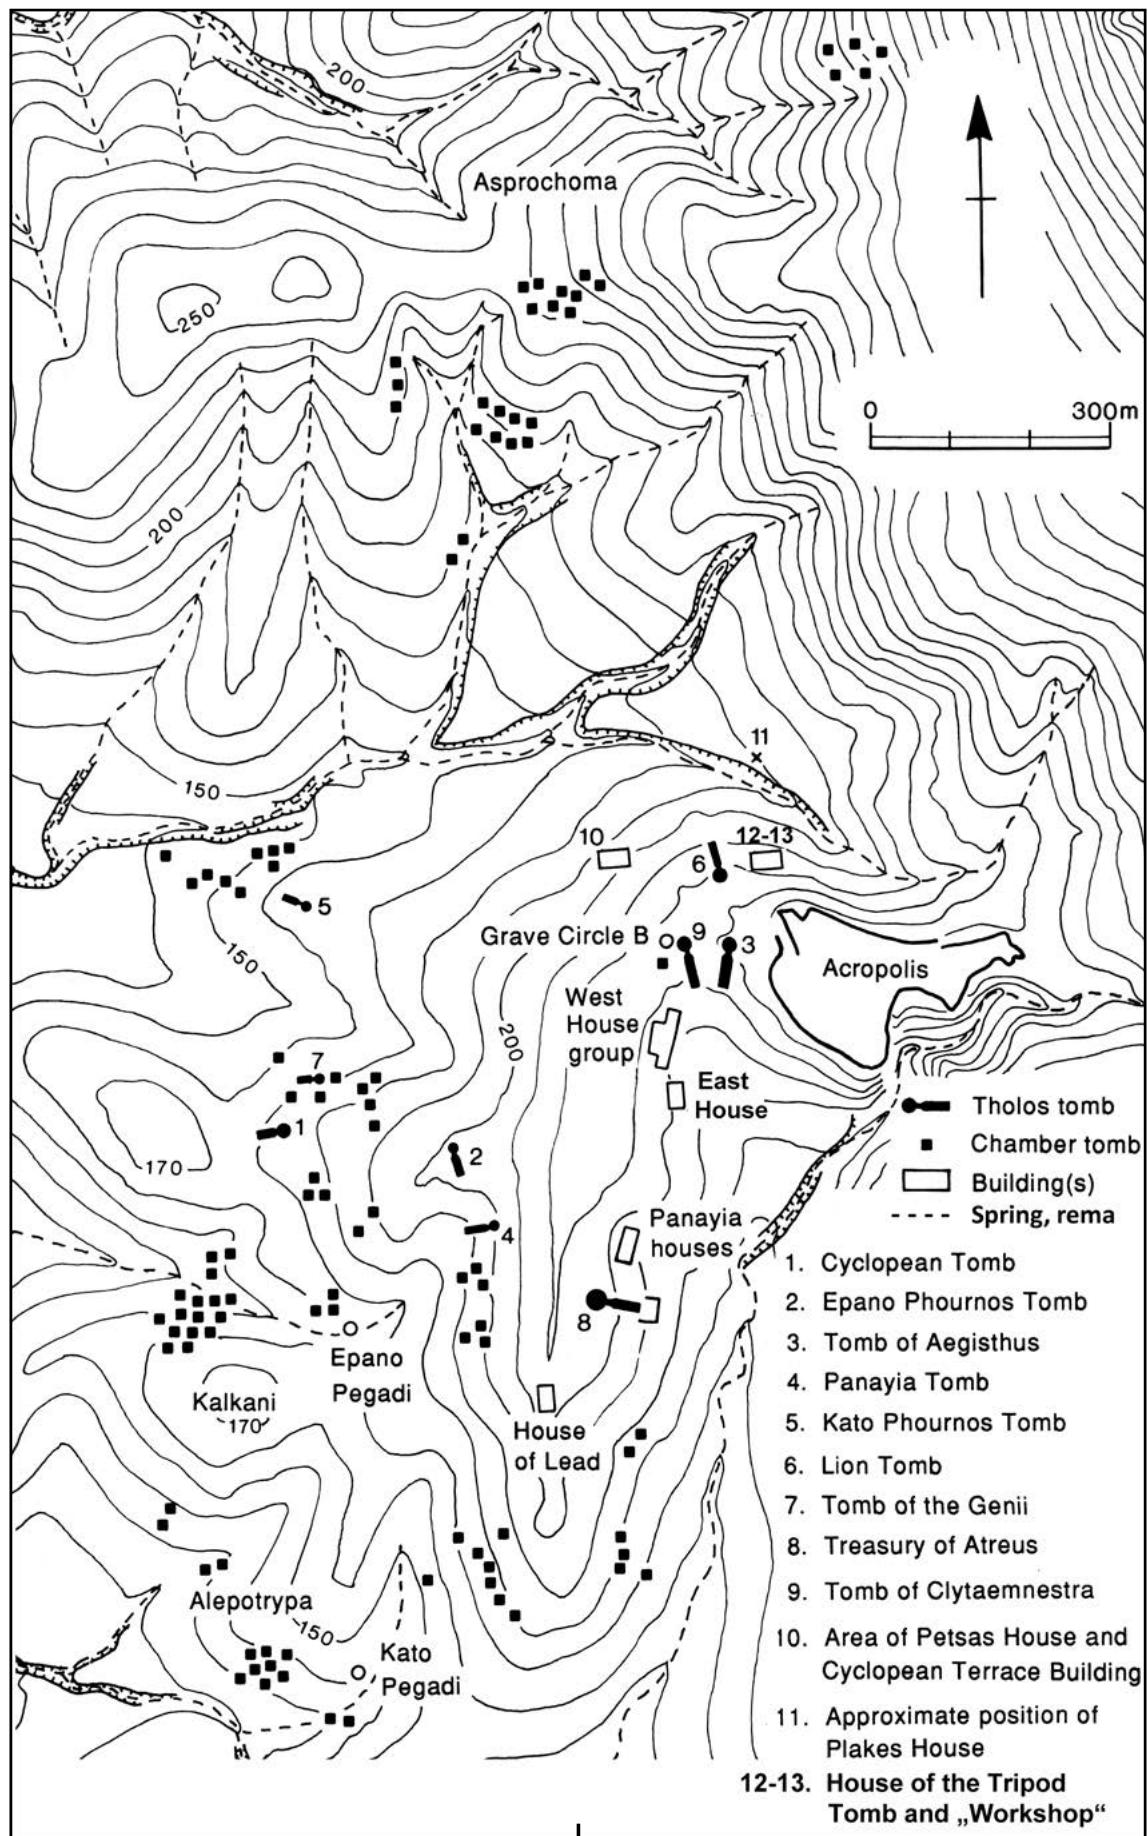 200
Asprochoma
250
0 300m
200
11
150
10
12-13
6
5
Grave Circle B
9
3
150
Acropolis
West
House
group
200
7
East
House
1
2
170
Panayia
houses
4
8
Epano
Pegadi
Kalkani
170
House
of Lead
Alepotrypa
150
Kato
Pegadi
Tholos tomb
Chamber tomb
Building(s)
Spring, rema
1. Cyclopean Tomb
2. Epano Phournos Tomb
3. Tomb of Aegisthus
4. Panayia Tomb
5. Kato Phournos Tomb
6. Lion Tomb
7. Tomb of the Genii
8. Treasury of Atreus
9. Tomb of Clytaemnestra
10. Area of Petsas House and
Cyclopean Terrace Building
11. Approximate position of
Plakes House
12-13. House of the Tripod
Tomb and „Workshop“